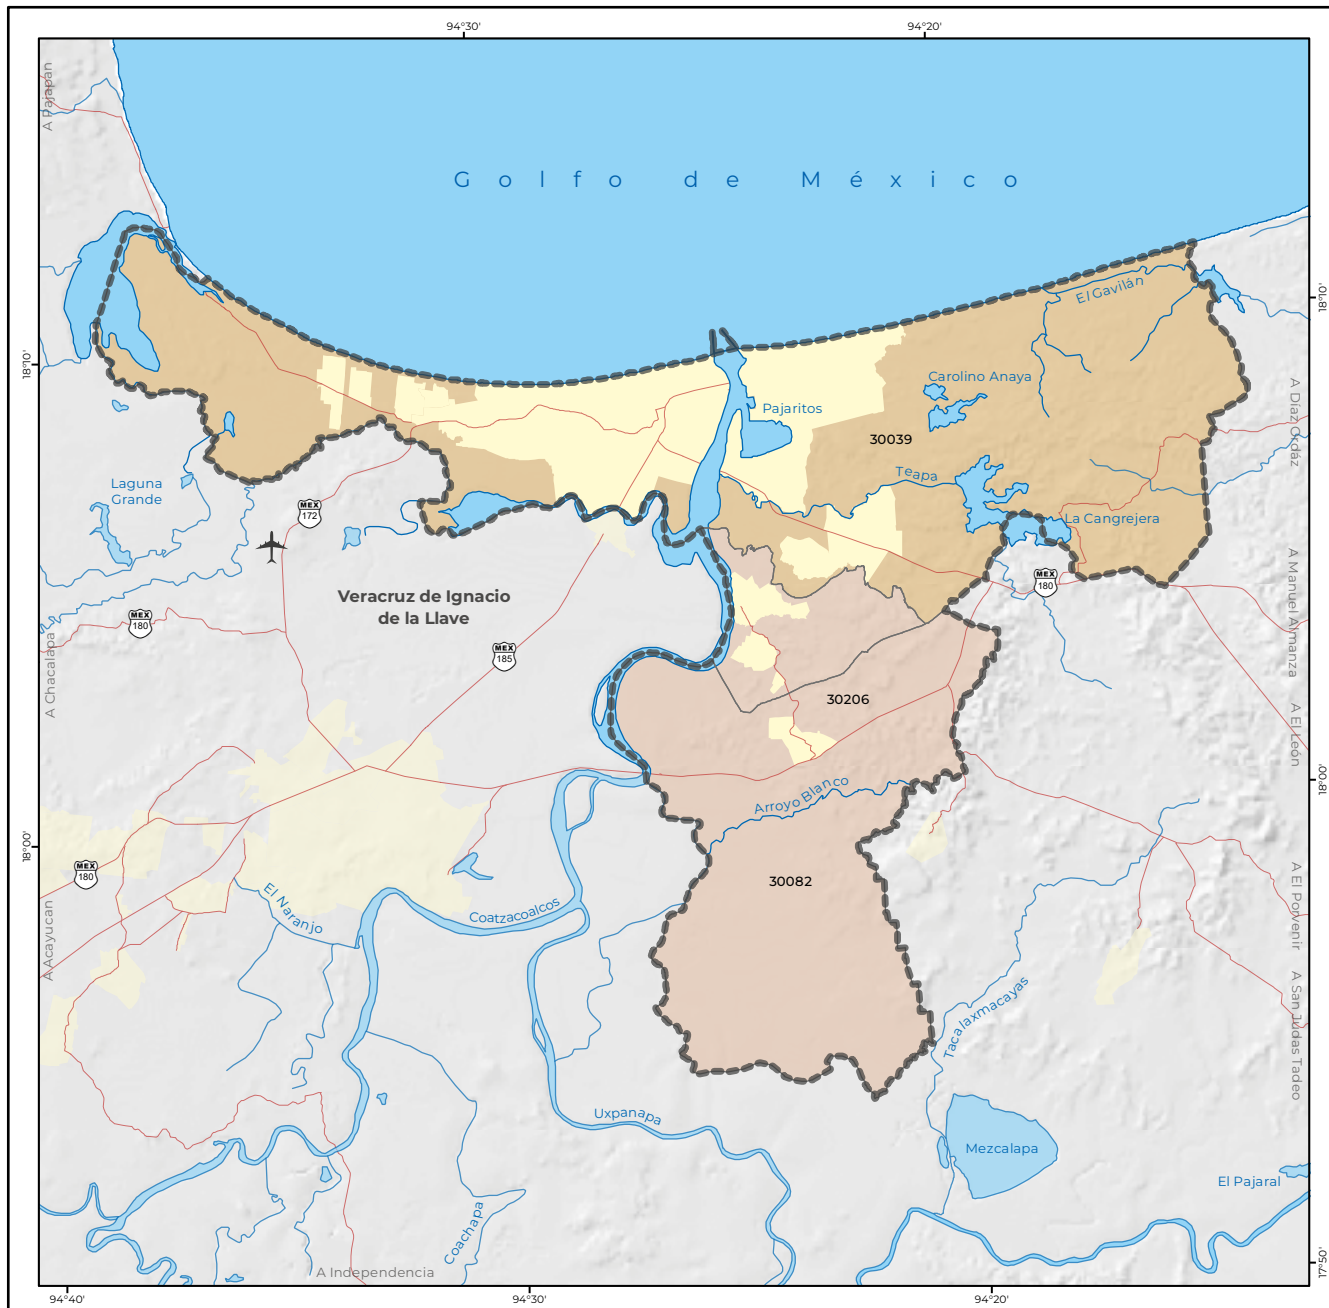 94°30'
94°20'
A Pajapan
Golfo de México
18°10'
El Gavilán
18°10'
Carolino Anaya
Pajaritos
A Díaz Ordáz
30039
Teapa
Laguna
Grande
MEX
172
La Cangrejera
MEX
180
Veracruz de Ignacio
de la Llave
MEX
180
MEX
185
A Manuel Almanza
A Chacalapa
30206
A El León
18°00'
Arroyo Blanco
18°00'
MEX
180
30082
A El Porvenir
El Naranjo
Coatzacoalcos
A Acayucan
Tacalaxmacayas
A San Judas Tadeo
Uxpanapa
Mezcalapa
El Pajaral
Coachapa
A Independencia
17°50'
94°40'
94°30'
94°20'